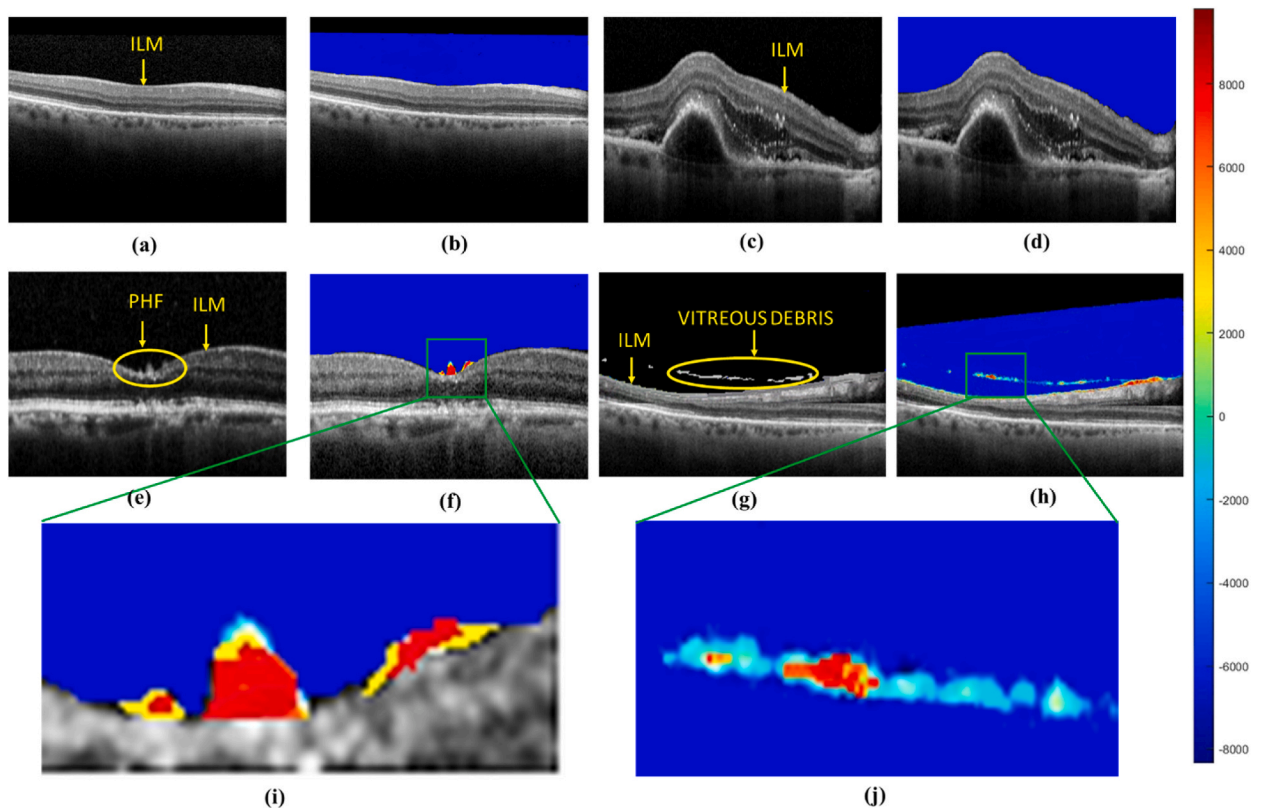 ILM
ILM
(a)
(b)
(c)
(d)
PHF
ILM
VITREOUS DEBRIS
ILM
(e)
(f)
(g)
(h)
(i)
(j)
8000
6000
4000
2000
0
-2000
-4000
-6000
-8000